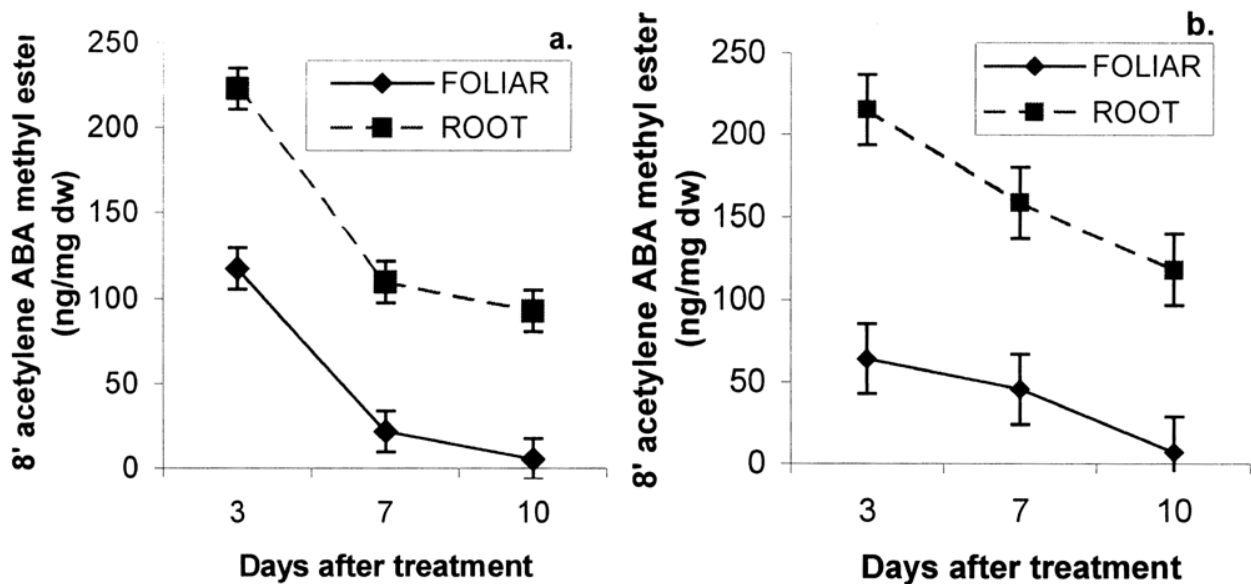 a.
8' acetylene ABA methyl ester
(ng/mg dw)
250
200
150
100
50
0
FOLIAR
ROOT
3 7 10
Days after treatment
b.
8' acetylene ABA methyl ester
(ng/mg dw)
250
200
150
100
50
0
FOLIAR
ROOT
3 7 10
Days after treatment